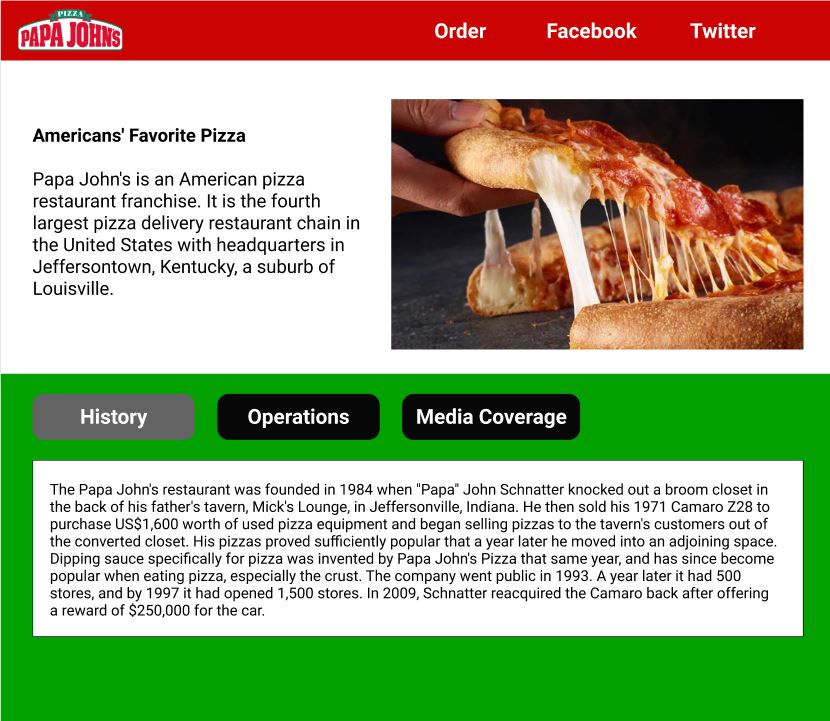 PIZZA
PAPA JOHNS
Order Facebook Twitter
Americans' Favorite Pizza
Papa John's is an American pizza
restaurant franchise. It is the fourth
largest pizza delivery restaurant chain in
the United States with headquarters in
Jeffersontown, Kentucky, a suburb of
Louisville.
History Operations Media Coverage
The Papa John's restaurant was founded in 1984 when "Papa" John Schnatter knocked out a broom closet in
the back of his father's tavern, Mick's Lounge, in Jeffersonville, Indiana. He then sold his 1971 Camaro Z28 to
purchase US$1,600 worth of used pizza equipment and began selling pizzas to the tavern's customers out of
the converted closet. His pizzas proved sufficiently popular that a year later he moved into an adjoining space.
Dipping sauce specifically for pizza was invented by Papa John's Pizza that same year, and has since become
popular when eating pizza, especially the crust. The company went public in 1993. A year later it had 500
stores, and by 1997 it had opened 1,500 stores. In 2009, Schnatter reacquired the Camaro back after offering
a reward of $250,000 for the car.